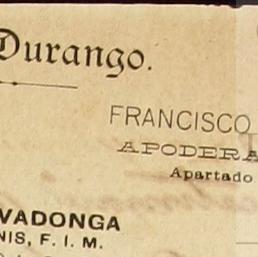 Durango.
FRANCISCO
APODERA
Apartado
VADONGA
NIS, F. I. M.